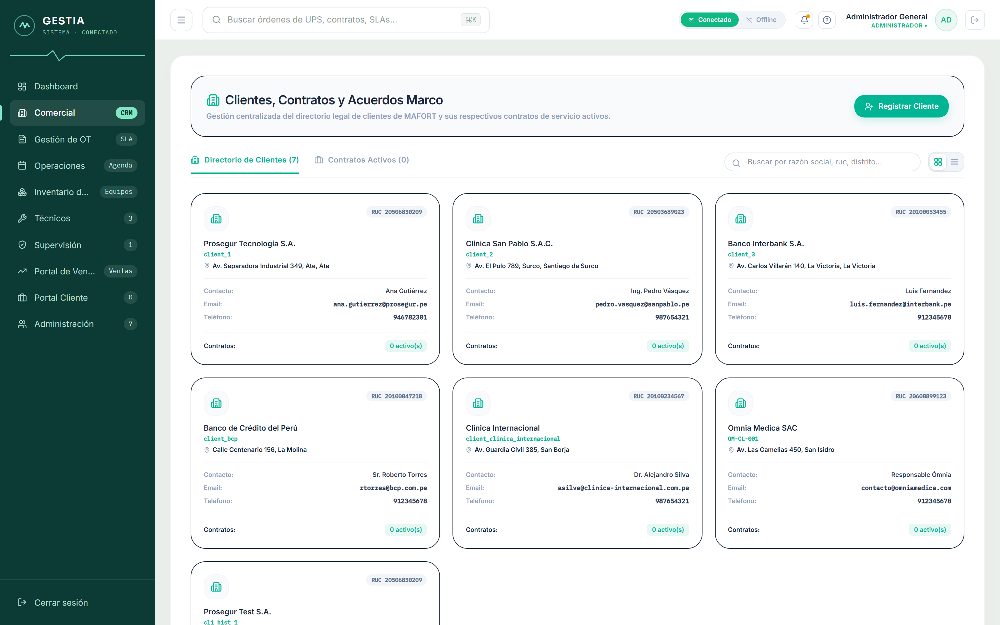 GESTIA
SISTEMA · CONECTADO
Dashboard
Comercial CRM
Gestión de OT SLA
Operaciones Agenda
Inventario d... Equipos
Técnicos 3
Supervisión 1
Portal de Ven... Ventas
Portal Cliente 0
Administración 7
Cerrar sesión
Buscar órdenes de UPS, contratos, SLAs... ⌘K
Conectado Offline
Administrador General
ADMINISTRADOR •
AD
Clientes, Contratos y Acuerdos Marco
Gestión centralizada del directorio legal de clientes de MAFORT y sus respectivos contratos de servicio activos.
Registrar Cliente
Directorio de Clientes (7) Contratos Activos (0)
Buscar por razón social, ruc, distrito...
RUC 20506830209
Prosegur Tecnología S.A.
client_1
Av. Separadora Industrial 349, Ate, Ate
Contacto: Ana Gutiérrez
Email: ana.gutierrez@prosegur.pe
Teléfono: 946782301
Contratos: 0 activo(s)
RUC 20503689023
Clínica San Pablo S.A.C.
client_2
Av. El Polo 789, Surco, Santiago de Surco
Contacto: Ing. Pedro Vásquez
Email: pedro.vasquez@sanpablo.pe
Teléfono: 987654321
Contratos: 0 activo(s)
RUC 20100053455
Banco Interbank S.A.
client_3
Av. Carlos Villarán 140, La Victoria, La Victoria
Contacto: Luis Fernández
Email: luis.fernandez@interbank.pe
Teléfono: 912345678
Contratos: 0 activo(s)
RUC 20100047218
Banco de Crédito del Perú
client_bcp
Calle Centenario 156, La Molina
Contacto: Sr. Roberto Torres
Email: rtorres@bcp.com.pe
Teléfono: 912345678
Contratos: 0 activo(s)
RUC 20100234567
Clínica Internacional
client_clinica_internacional
Av. Guardia Civil 385, San Borja
Contacto: Dr. Alejandro Silva
Email: asilva@clinica-internacional.com.pe
Teléfono: 987654321
Contratos: 0 activo(s)
RUC 20608899123
Omnia Medica SAC
OM-CL-001
Av. Las Camelias 450, San Isidro
Contacto: Responsable Ómnia
Email: contacto@omniamedica.com
Teléfono: 912345678
Contratos: 0 activo(s)
RUC 20506830209
Prosegur Test S.A.
cli_hist_1